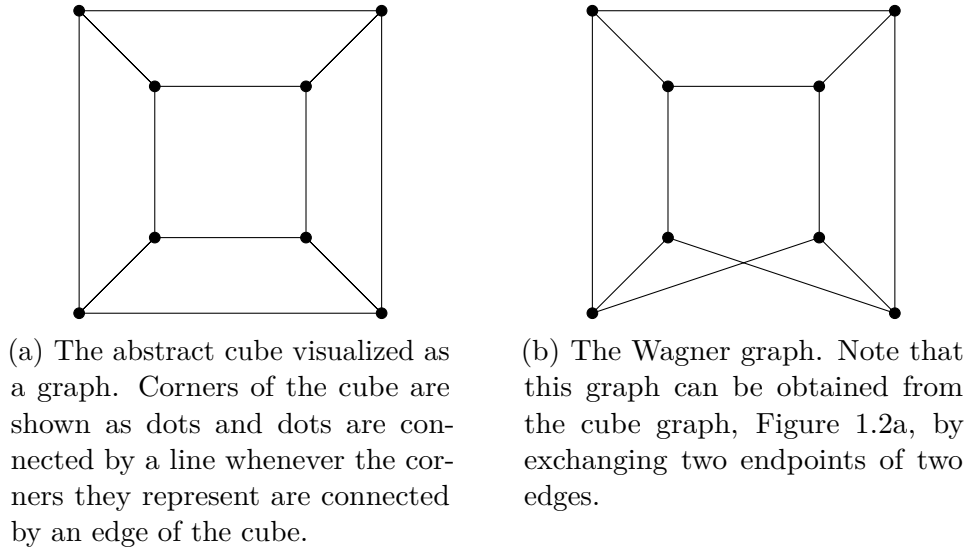 (a) The abstract cube visualized as
a graph. Corners of the cube are
shown as dots and dots are con-
nected by a line whenever the cor-
ners they represent are connected
by an edge of the cube.
(b) The Wagner graph. Note that
this graph can be obtained from
the cube graph, Figure 1.2a, by
exchanging two endpoints of two
edges.